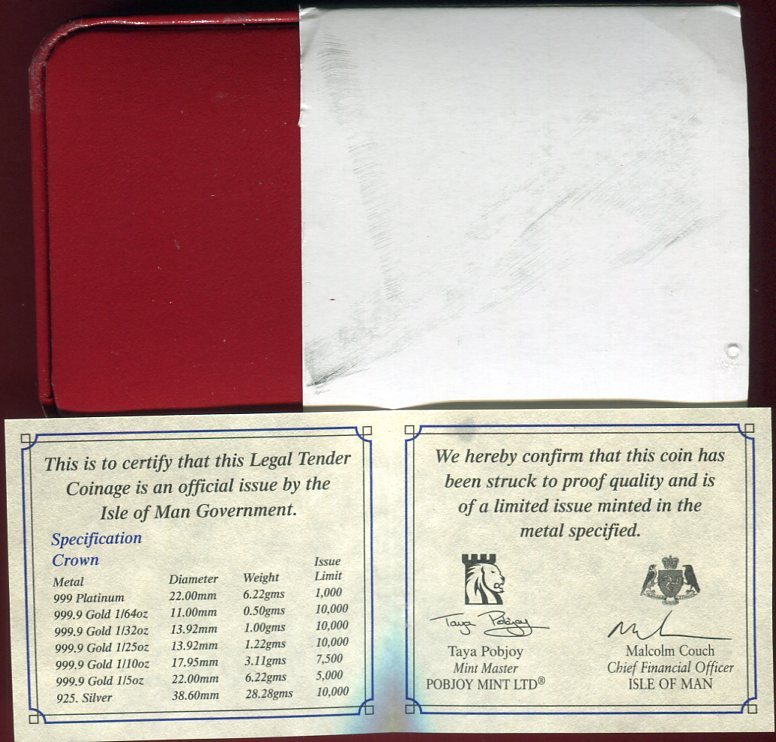 This is to certify that this Legal Tender
Coinage is an official issue by the
Isle of Man Government.
Specification
Crown
Metal Diameter Weight Issue Limit
999 Platinum 22.00mm 6.22gms 1,000
999.9 Gold 1/64oz 11.00mm 0.50gms 10,000
999.9 Gold 1/32oz 13.92mm 1.00gms 10,000
999.9 Gold 1/25oz 13.92mm 1.22gms 10,000
999.9 Gold 1/10oz 17.95mm 3.11gms 7,500
999.9 Gold 1/5oz 22.00mm 6.22gms 5,000
925. Silver 38.60mm 28.28gms 10,000
We hereby confirm that this coin has
been struck to proof quality and is
of a limited issue minted in the
metal specified.
Taya Pobjoy
Taya Pobjoy
Mint Master
POBJOY MINT LTD®
Malcolm Couch
Chief Financial Officer
ISLE OF MAN